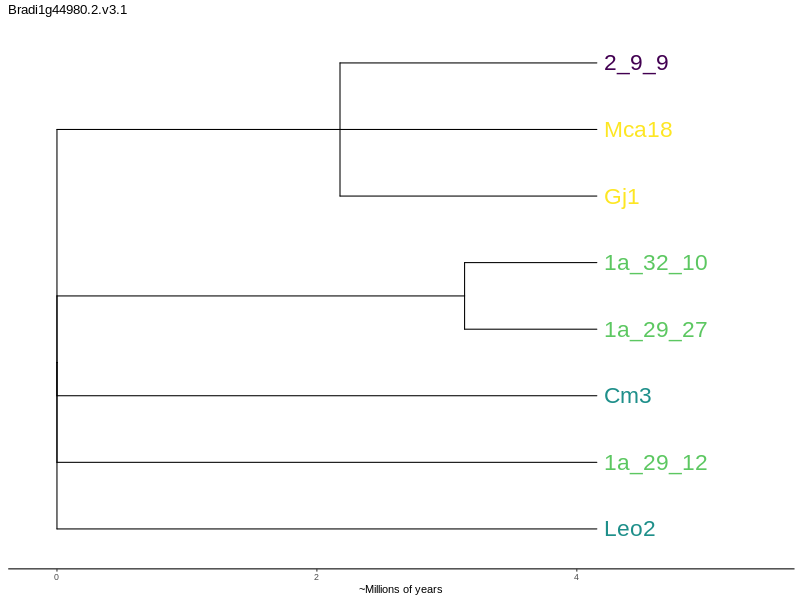 Bradi1g44980.2.v3.1
2_9_9
Mca18
Gj1
1a_32_10
1a_29_27
Cm3
1a_29_12
Leo2
0 2 4
~Millions of years